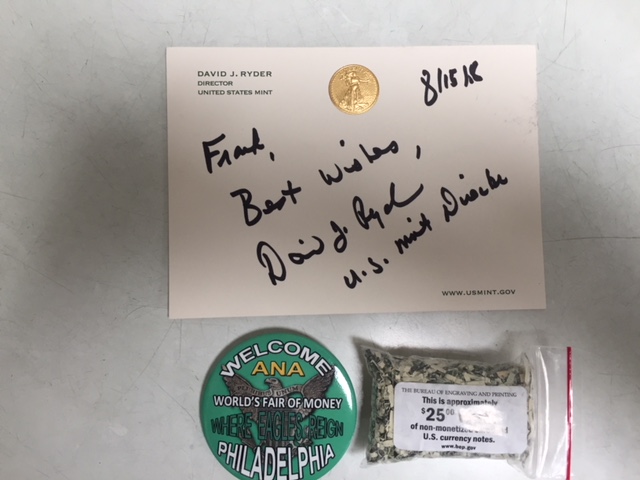 DAVID J. RYDER
DIRECTOR
UNITED STATES MINT
8/15/18
Frank,
Best Wishes,
David J. Ryder
U.S. Mint Director
WWW.USMINT.GOV
WELCOME
ANA
WORLD'S FAIR OF MONEY
WHERE EAGLES REIGN
PHILADELPHIA
THE BUREAU OF ENGRAVING AND PRINTING
This is approximately
$25.00
of non-monetized
U.S. currency notes.
www.bep.gov